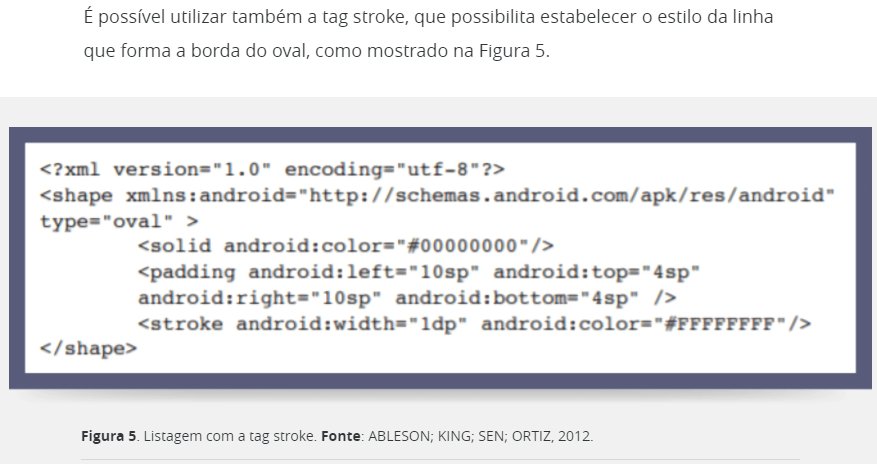 É possível utilizar também a tag stroke, que possibilita estabelecer o estilo da linha
que forma a borda do oval, como mostrado na Figura 5.
<?xml version="1.0" encoding="utf-8"?>
<shape xmlns:android="http://schemas.android.com/apk/res/android"
type="oval" >
<solid android:color="#00000000"/>
<padding android:left="10sp" android:top="4sp"
android:right="10sp" android:bottom="4sp" />
<stroke android:width="1dp" android:color="#FFFFFFFF"/>
</shape>
Figura 5. Listagem com a tag stroke. Fonte: ABLESON; KING; SEN; ORTIZ, 2012.